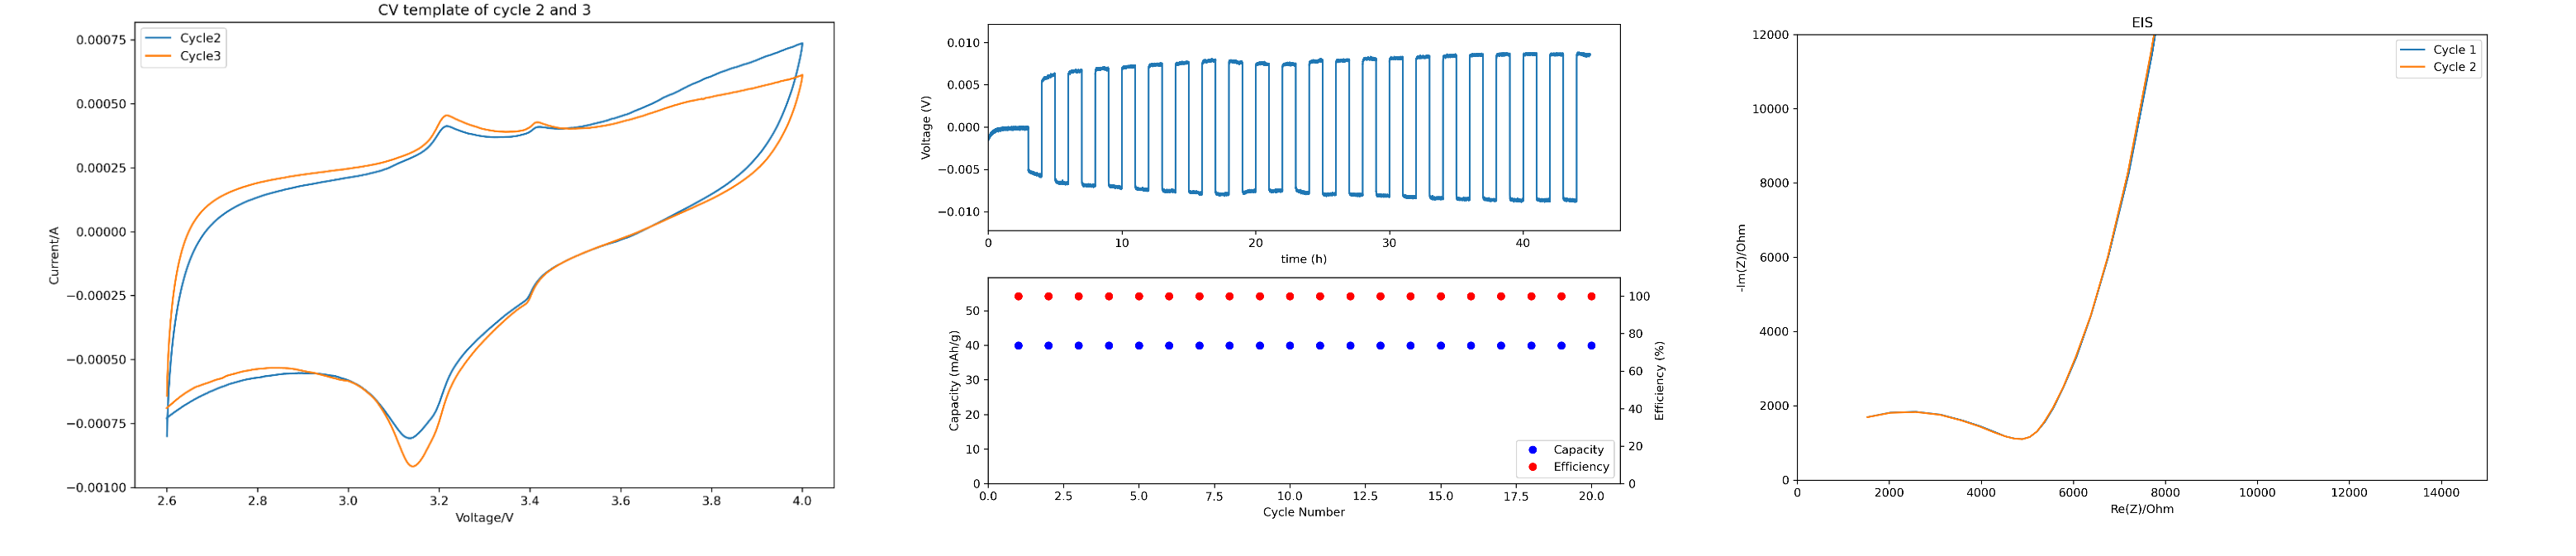 CV template of cycle 2 and 3
Cycle2
Cycle3
0.00075
0.00050
0.00025
0.00000
−0.00025
−0.00050
−0.00075
−0.00100
Current/A
2.6 2.8 3.0 3.2 3.4 3.6 3.8 4.0
Voltage/V
0.010
0.005
0.000
−0.005
−0.010
Voltage (V)
0 10 20 30 40
time (h)
50
40
30
20
10
0
Capacity (mAh/g)
100
80
60
40
20
0
Efficiency (%)
Capacity
Efficiency
0.0 2.5 5.0 7.5 10.0 12.5 15.0 17.5 20.0
Cycle Number
EIS
Cycle 1
Cycle 2
12000
10000
8000
6000
4000
2000
0
-Im(Z)/Ohm
0 2000 4000 6000 8000 10000 12000 14000
Re(Z)/Ohm